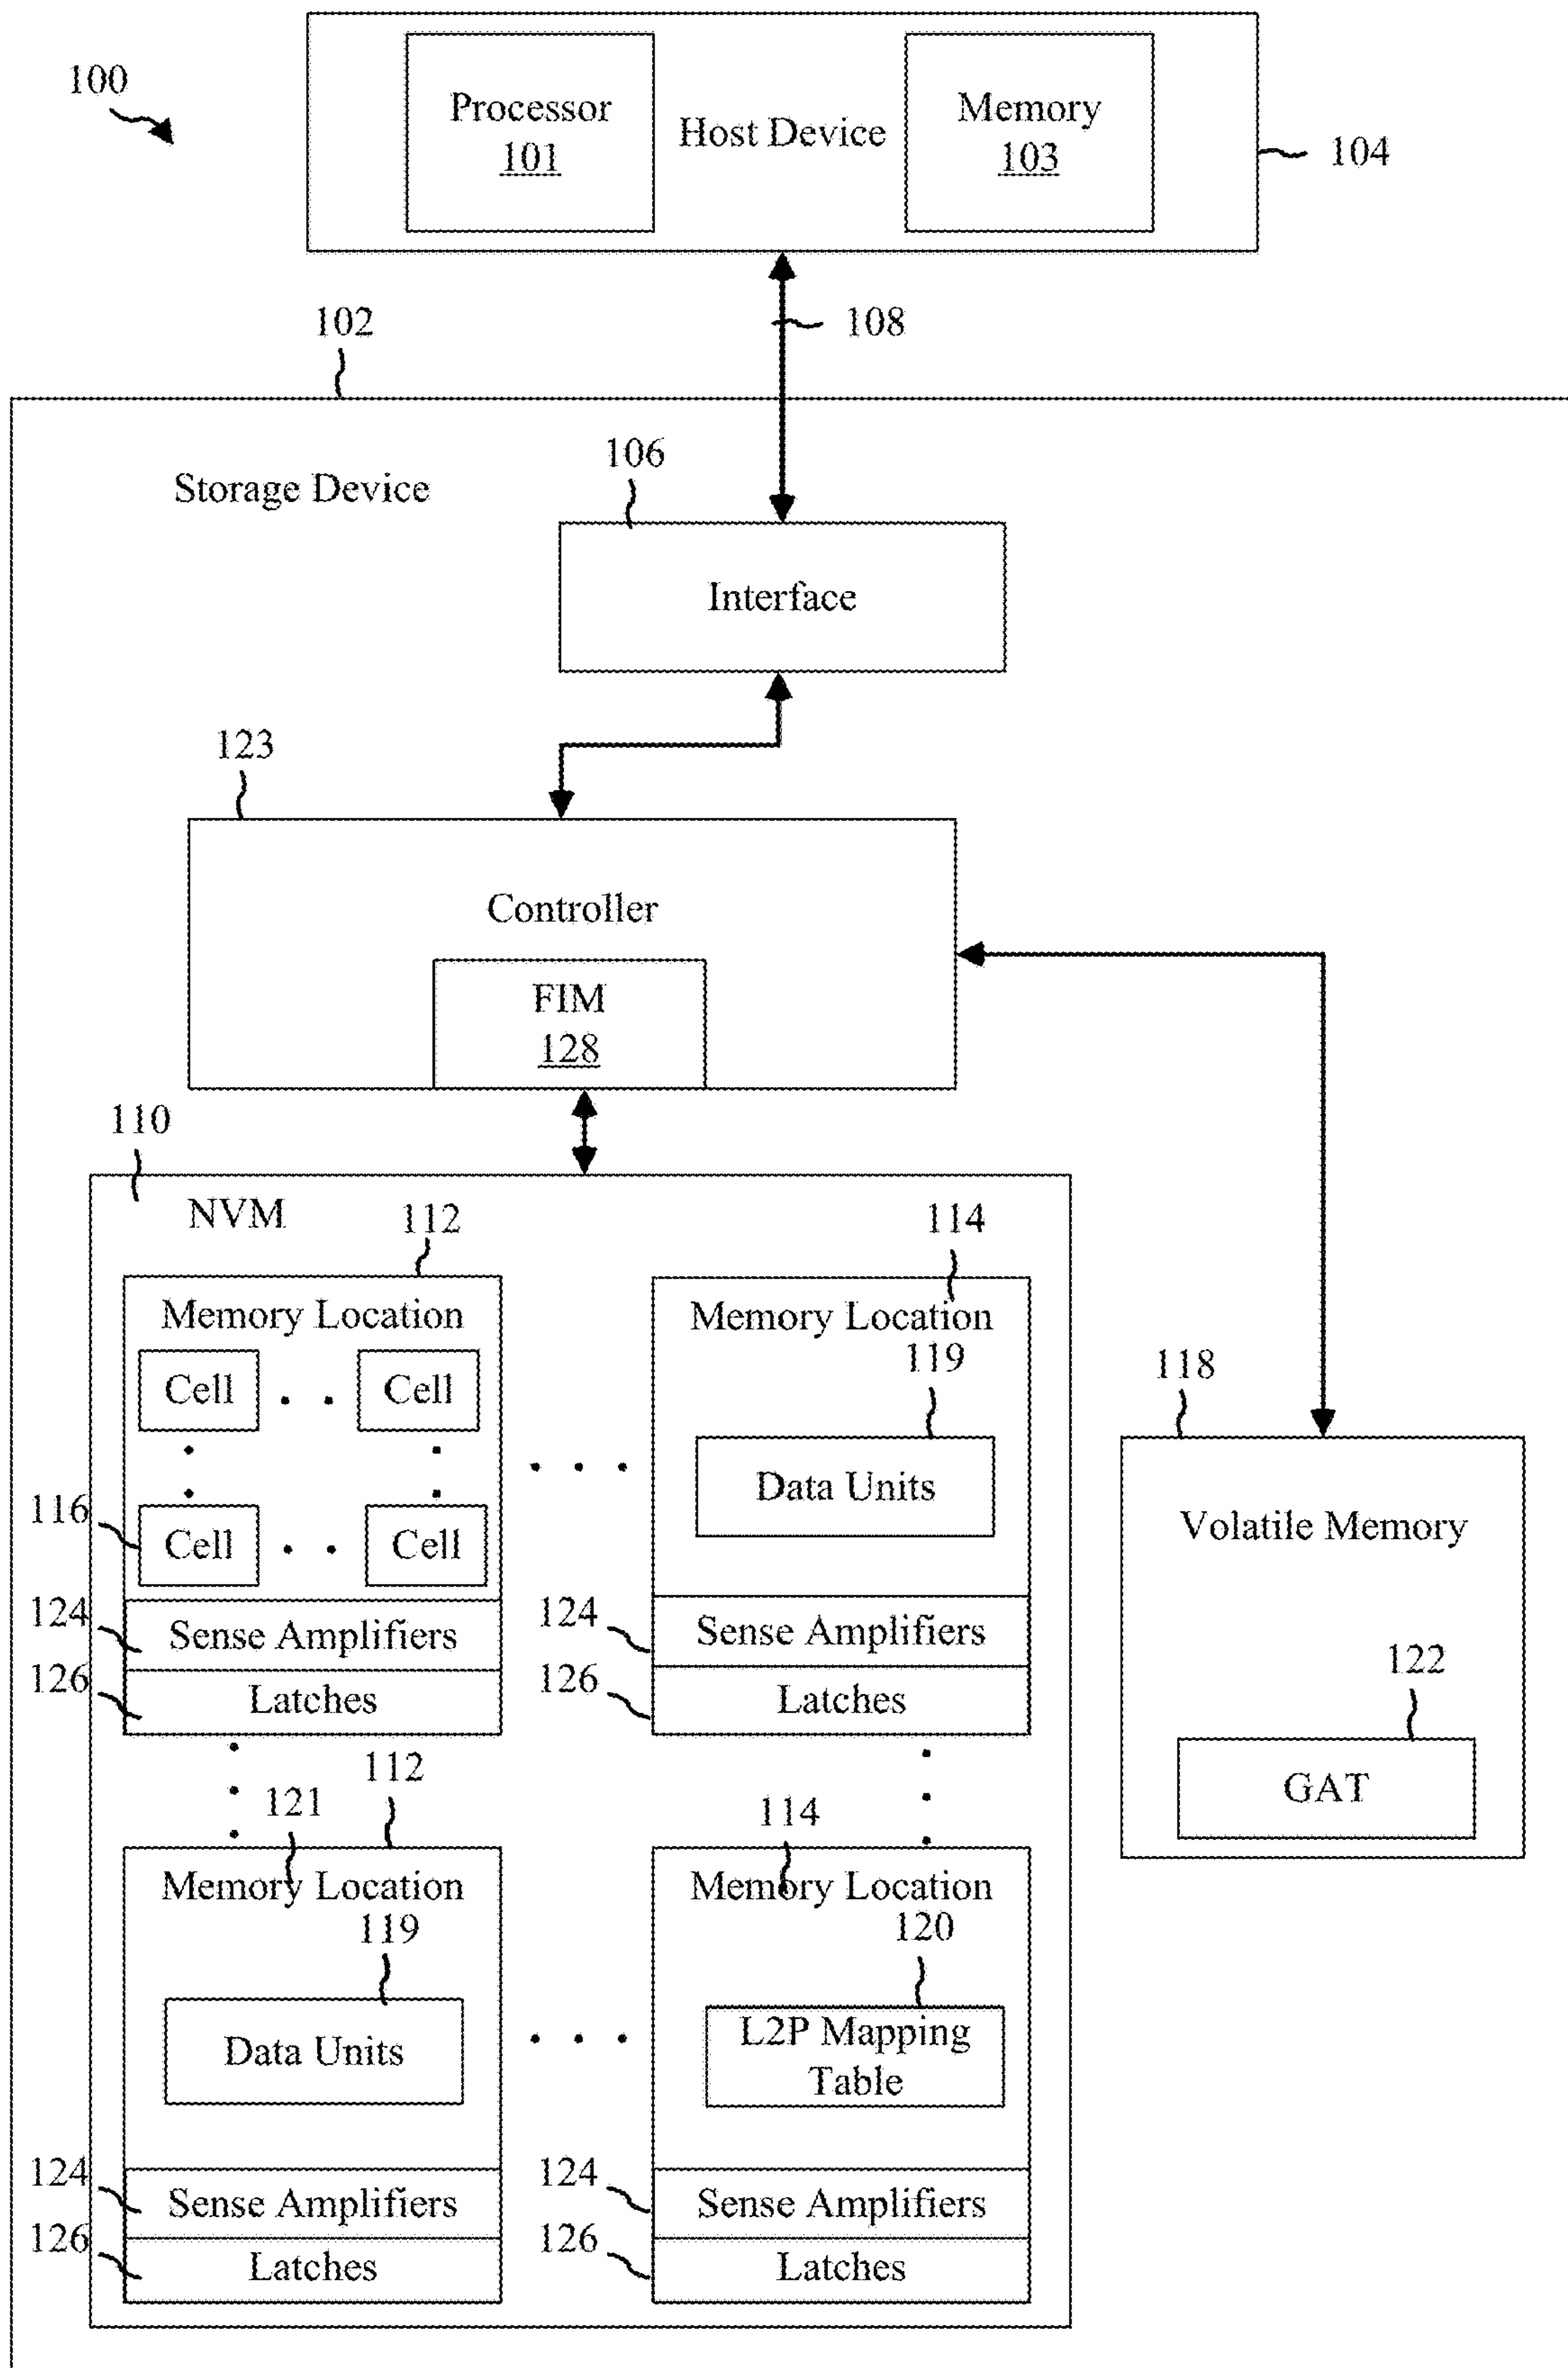 100
Processor
101
Host Device
Memory
103
104
108
102
Storage Device
106
Interface
123
Controller
FIM
128
110
NVM
112
114
Memory Location
Memory Location
119
Cell
Cell
118
Data Units
Volatile Memory
116
Cell
Cell
124
Sense Amplifiers
124
Sense Amplifiers
126
Latches
126
Latches
122
GAT
112
121
114
Memory Location
Memory Location
119
120
Data Units
L2P Mapping
Table
124
Sense Amplifiers
124
Sense Amplifiers
126
Latches
126
Latches